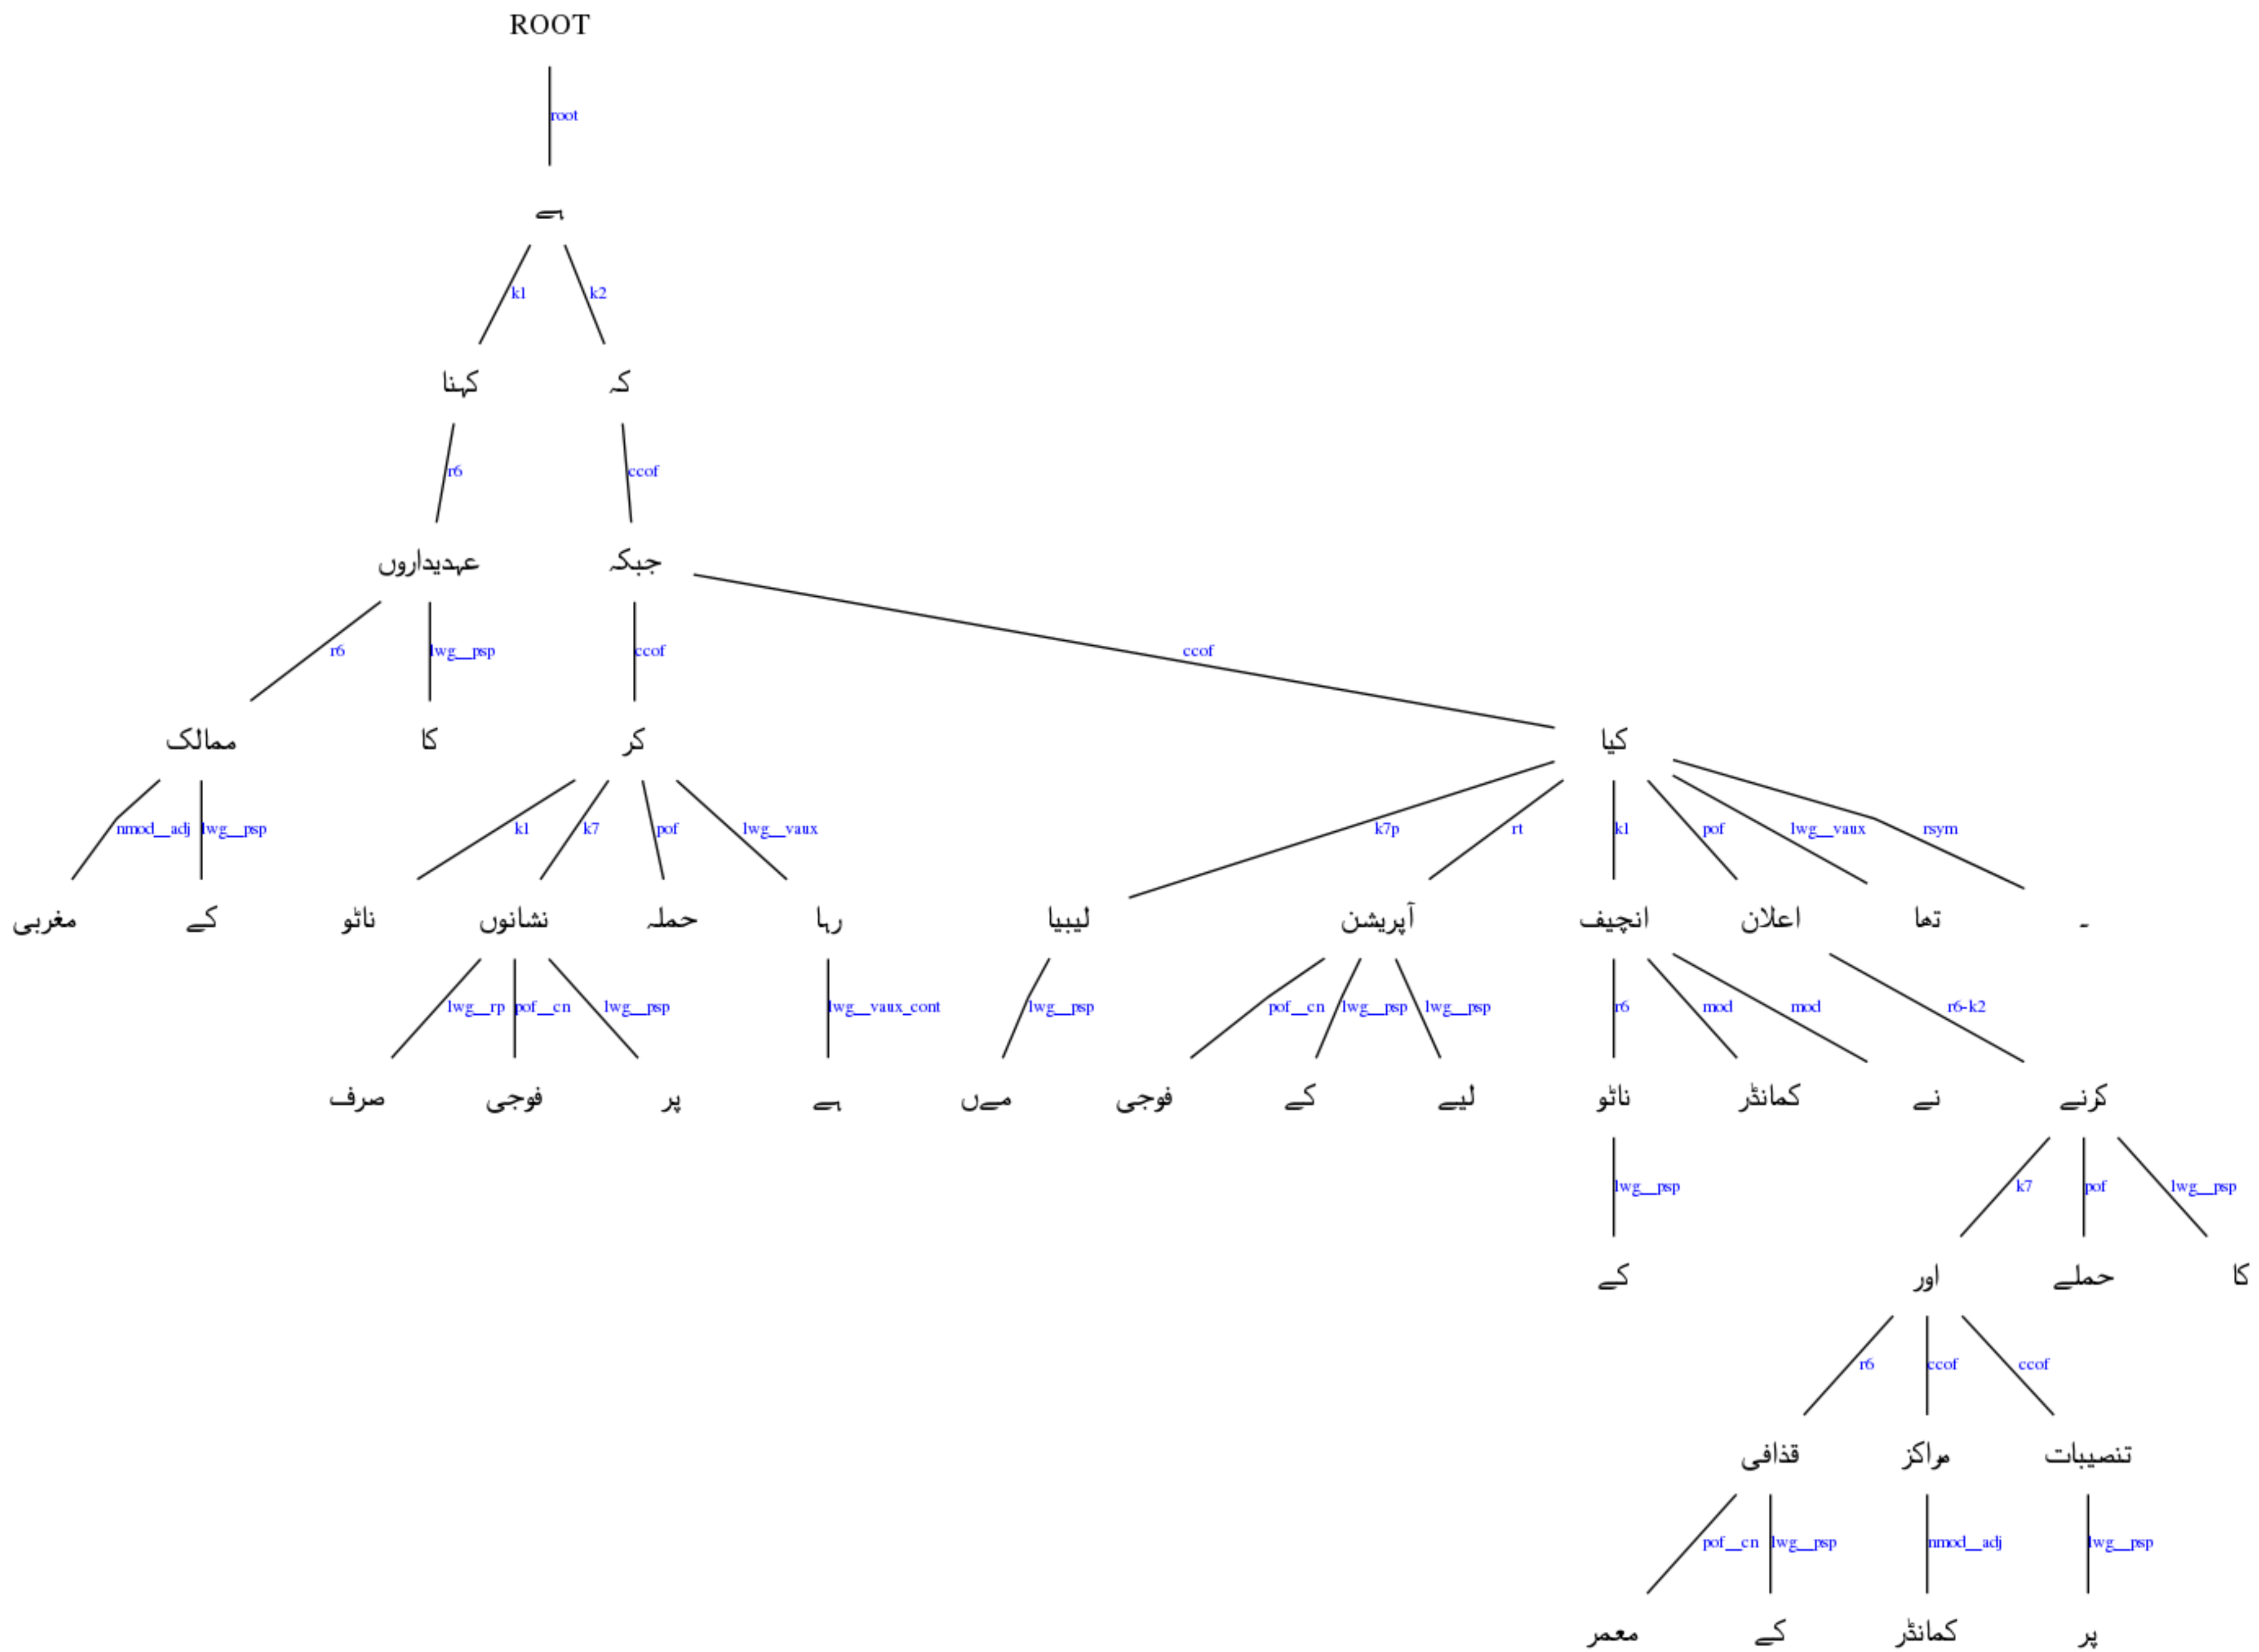 ROOT
root
ہے
k1 k2
کہنا کہ
r6 ccof
عہدیداروں جبکہ
r6 lwg__psp ccof ccof
ممالک کا کر کیا
nmod__adj lwg__psp k1 k7 pof lwg__vaux k7p rt k1 pof lwg__vaux rsym
مغربی کے ناٹو نشانوں حملہ رہا لیبیا آپریشن انچیف اعلان تھا ۔
lwg__rp pof__cn lwg__psp lwg__vaux_cont lwg__psp pof__cn lwg__psp lwg__psp r6 mod mod r6-k2
صرف فوجی پر ہے مےں فوجی کے لیے ناٹو کمانڈر نے کرنے
lwg__psp k7 pof lwg__psp
کے اور حملے کا
r6 ccof ccof
قذافی مراکز تنصیبات
pof__cn lwg__psp nmod__adj lwg__psp
معمر کے کمانڈر پر